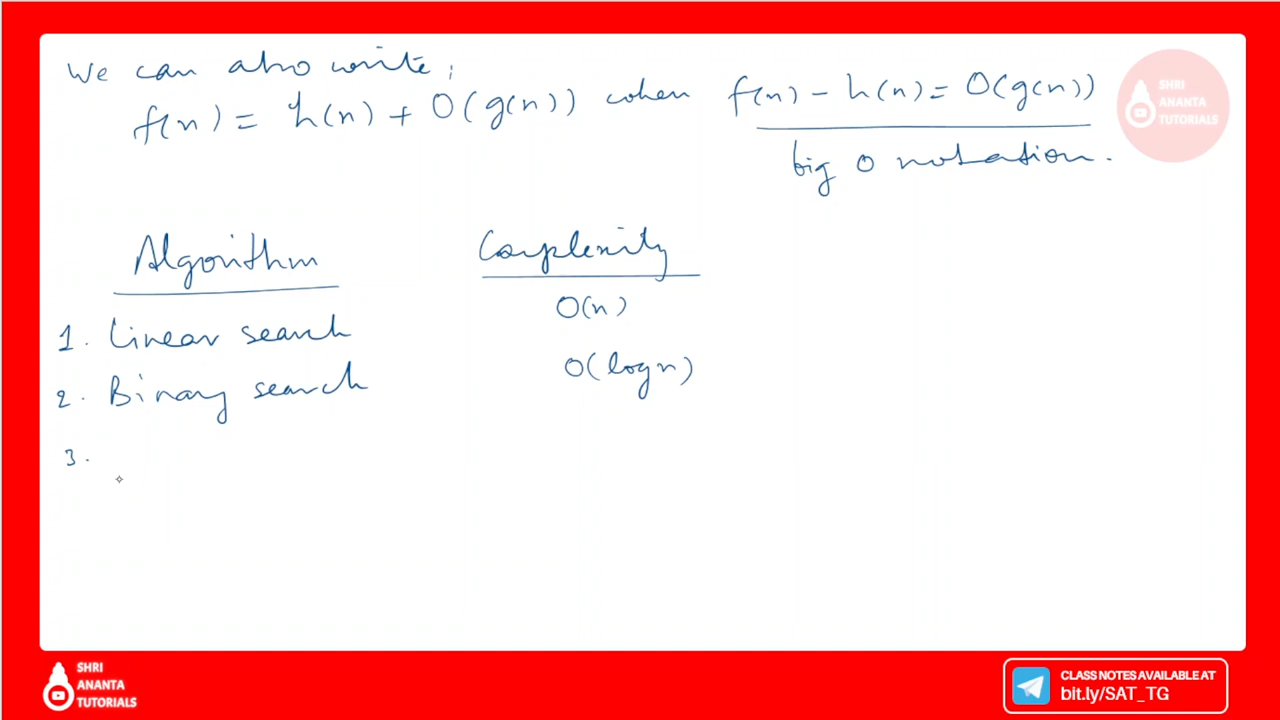 We can also write,
f(n) = h(n) + O(g(n)) when f(n) - h(n) = O(g(n))
big O notation.
SHRI
ANANTA
TUTORIALS
Algorithm Complexity
1. Linear search O(n)
2. Binary search O(log n)
3.
SHRI
ANANTA
TUTORIALS
CLASS NOTES AVAILABLE AT
bit.ly/SAT_TG